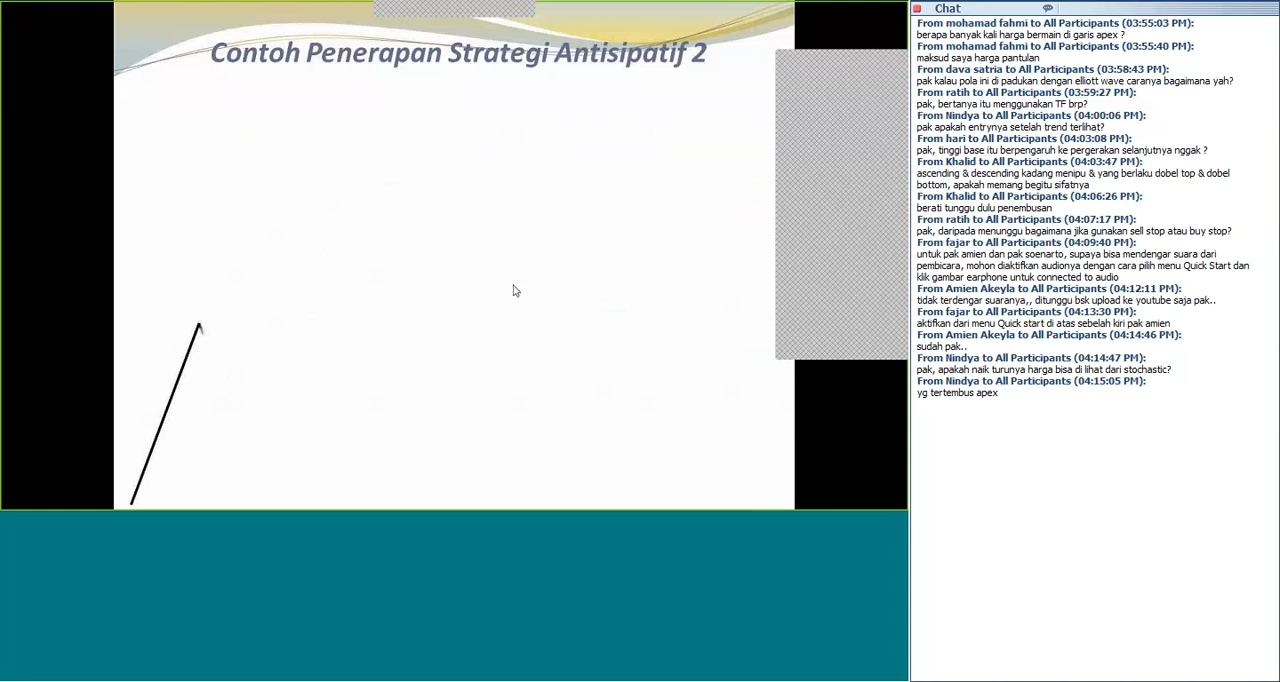 Contoh Penerapan Strategi Antisipatif 2
Chat
From mohamad fahmi to All Participants (03:55:03 PM):
berapa banyak kali harga bermain di garis apex ?
From mohamad fahmi to All Participants (03:55:40 PM):
maksud saya harga pantulan
From dava satria to All Participants (03:58:43 PM):
pak kalau pola ini di padukan dengan elliott wave caranya bagaimana yah?
From ratih to All Participants (03:59:27 PM):
pak, bertanya itu menggunakan TF brp?
From Nindya to All Participants (04:00:06 PM):
pak apakah entrynya setelah trend terlihat?
From hari to All Participants (04:03:08 PM):
pak, tinggi base itu berpengaruh ke pergerakan selanjutnya nggak ?
From Khalid to All Participants (04:03:47 PM):
ascending & descending kadang menipu & yang berlaku dobel top & dobel
bottom, apakah memang begitu sifatnya
From Khalid to All Participants (04:06:26 PM):
berati tunggu dulu penembusan
From ratih to All Participants (04:07:17 PM):
pak, daripada menunggu bagaimana jika gunakan sell stop atau buy stop?
From fajar to All Participants (04:09:40 PM):
untuk pak amien dan pak soenarto, supaya bisa mendengar suara dari
pembicara, mohon diaktifkan audionya dengan cara pilih menu Quick Start dan
klik gambar earphone untuk connected to audio
From Amien Akeyla to All Participants (04:12:11 PM):
tidak terdengar suaranya,, ditunggu bsk upload ke youtube saja pak..
From fajar to All Participants (04:13:30 PM):
aktifkan dari menu Quick start di atas sebelah kiri pak amien
From Amien Akeyla to All Participants (04:14:46 PM):
sudah pak..
From Nindya to All Participants (04:14:47 PM):
pak, apakah naik turunya harga bisa di lihat dari stochastic?
From Nindya to All Participants (04:15:05 PM):
yg tertembus apex